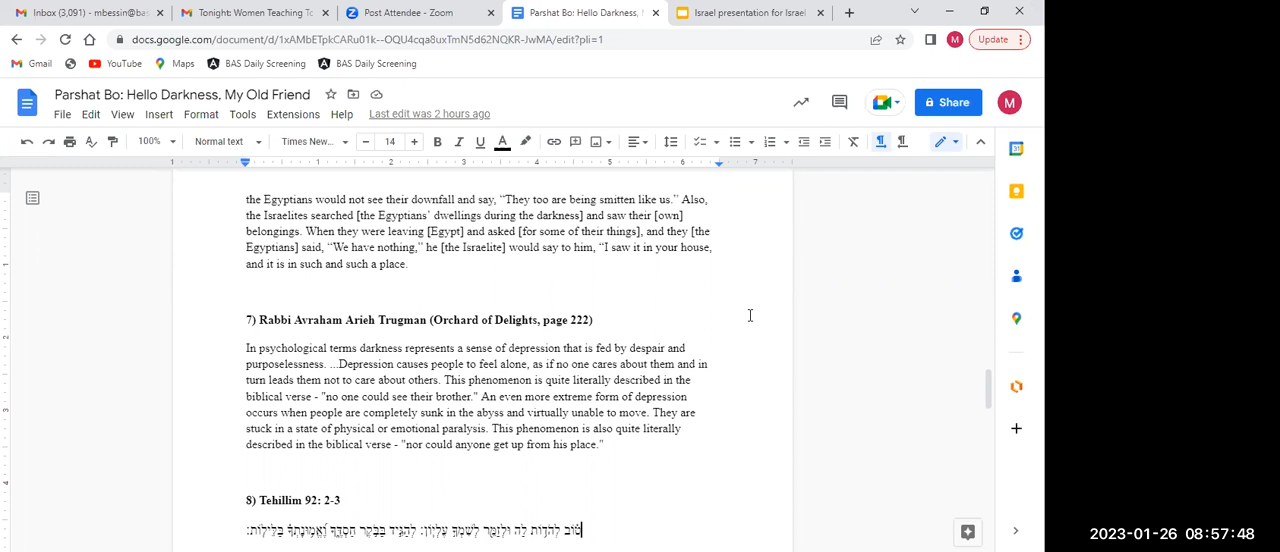 Inbox (3,091) - mbessin@ba
Tonight: Women Teaching To
Post Attendee - Zoom
Parshat Bo: Hello Darkness,
Israel presentation for Israel
docs.google.com/document/d/1xAMbETpkCARu01k--OQU4cqa8uxTmN5d62NQKR-JwMA/edit?pli=1
M
Update
Gmail
YouTube
Maps
BAS Daily Screening
BAS Daily Screening
Parshat Bo: Hello Darkness, My Old Friend
File Edit View Insert Format Tools Extensions Help
Last edit was 2 hours ago
Share
M
100%
Normal text
Times New...
14
B I U A
1 1 2 3 4 5 6 7
the Egyptians would not see their downfall and say, “They too are being smitten like us.” Also,
the Israelites searched [the Egyptians’ dwellings during the darkness] and saw their [own]
belongings. When they were leaving [Egypt] and asked [for some of their things], and they [the
Egyptians] said, “We have nothing,” he [the Israelite] would say to him, “I saw it in your house,
and it is in such and such a place.
7) Rabbi Avraham Arieh Trugman (Orchard of Delights, page 222)
In psychological terms darkness represents a sense of depression that is fed by despair and
purposelessness. ...Depression causes people to feel alone, as if no one cares about them and in
turn leads them not to care about others. This phenomenon is quite literally described in the
biblical verse - "no one could see their brother." An even more extreme form of depression
occurs when people are completely sunk in the abyss and virtually unable to move. They are
stuck in a state of physical or emotional paralysis. This phenomenon is also quite literally
described in the biblical verse - "nor could anyone get up from his place."
8) Tehillim 92: 2-3
ט֗וֹב לְהֹד֥וֹת לַה וּלְזַמֵּ֖ר לְשִׁמְךָ֣ עֶלְיֽוֹן׃ לְהַגִּ֣יד בַּבֹּ֣קֶר חַסְדֶּ֑ךָ וֶ֝אֱמ֥וּנָתְךָ֗ בַּלֵּילֽוֹת׃
2023-01-26 08:57:48